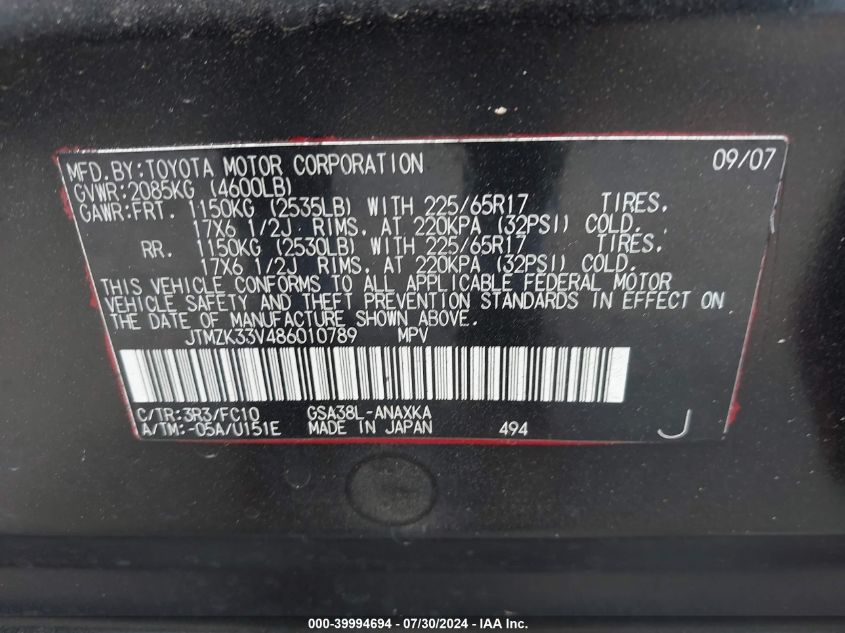 MFD.BY:TOYOTA MOTOR CORPORATION 09/07
GVWR:2085KG (4600LB)
GAWR:FRT. 1150KG (2535LB) WITH 225/65R17 TIRES,
17X6 1/2J RIMS, AT 220KPA (32PSI) COLD.
RR. 1150KG (2530LB) WITH 225/65R17 TIRES,
17X6 1/2J RIMS, AT 220KPA (32PSI) COLD.
THIS VEHICLE CONFORMS TO ALL APPLICABLE FEDERAL MOTOR
VEHICLE SAFETY AND THEFT PREVENTION STANDARDS IN EFFECT ON
THE DATE OF MANUFACTURE SHOWN ABOVE.
JTMZK33V486010789 MPV
C/TR:3R3/FC10 GSA38L-ANAXKA
A/TM:-05A/U151E MADE IN JAPAN 494 J
000-39994694 - 07/30/2024 - IAA Inc.